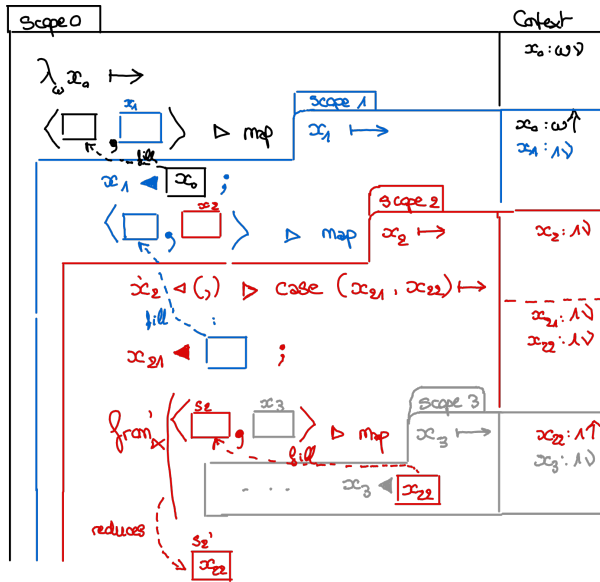 Scope 0
Context
x₀ : ων
λ_ω x₀ ↦
⟨ □ , x₁ □ ⟩ ▷ map
scope 1
x₁ ↦
x₀ : ω↑
x₁ : 1ν
fill
x₁ ◀ x₀ ;
⟨ □ , x₂ □ ⟩ ▷ map
scope 2
x₂ ↦
x₂ : 1ν
x₂ ◁ (,) ▷ case (x₂₁ , x₂₂) ↦
x₂₁ : 1ν
x₂₂ : 1ν
fill
x₂₁ ◀ □ ;
from'⋉
⟨ s₂ □ , x₃ □ ⟩ ▷ map
scope 3
x₃ ↦
x₂₂ : 1↑
x₃ : 1ν
fill
. . . x₃ ◀ x₂₂
reduces
s₂'
x₂₂